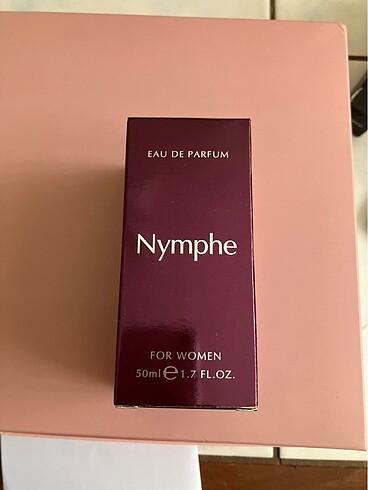 EAU DE PARFUM
Nymphe
FOR WOMEN
50ml ℮ 1.7 FL.OZ.